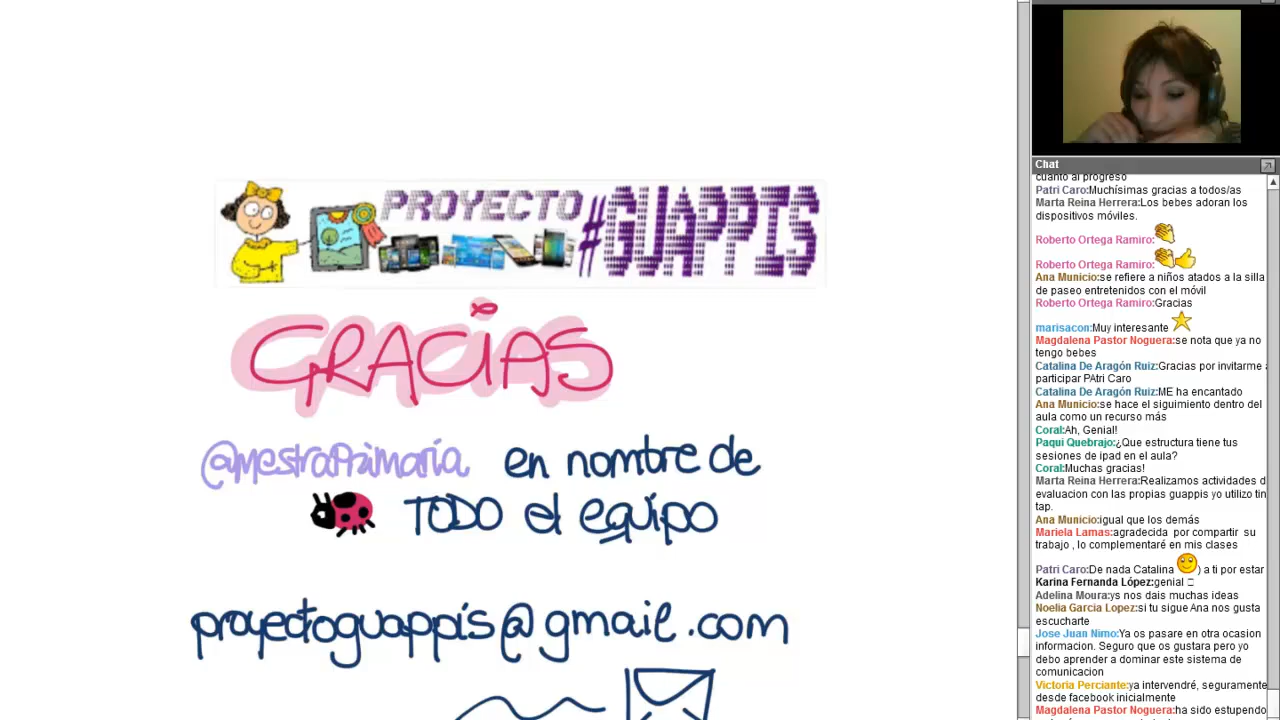 PROYECTO #GUAPPIS
GRACIAS
@mestraPrimaria en nombre de
TODO el equipo
proyectoguappis@gmail.com
Chat
cuanto al progreso
Patri Caro:Muchísimas gracias a todos/as
Marta Reina Herrera:Los bebes adoran los
dispositivos móviles.
Roberto Ortega Ramiro:
Roberto Ortega Ramiro:
Ana Municio:se refiere a niños atados a la silla
de paseo entretenidos con el móvil
Roberto Ortega Ramiro:Gracias
marisacon:Muy interesante
Magdalena Pastor Noguera:se nota que ya no
tengo bebes
Catalina De Aragón Ruiz:Gracias por invitarme a
participar PAtri Caro
Catalina De Aragón Ruiz:ME ha encantado
Ana Municio:se hace el siguimiento dentro del
aula como un recurso más
Coral:Ah, Genial!
Paqui Quebrajo:¿Que estructura tiene tus
sesiones de ipad en el aula?
Coral:Muchas gracias!
Marta Reina Herrera:Realizamos actividades d
evaluacion con las propias guappis yo utilizo tin
tap.
Ana Municio:igual que los demás
Mariela Lamas:agradecida por compartir su
trabajo , lo complementaré en mis clases
Patri Caro:De nada Catalina ) a ti por estar
Karina Fernanda López:genial
Adelina Moura:ys nos dais muchas ideas
Noelia Garcia Lopez:si tu sigue Ana nos gusta
escucharte
Jose Juan Nimo:Ya os pasare en otra ocasion
informacion. Seguro que os gustara pero yo
debo aprender a dominar este sistema de
comunicacion
Victoria Perciante:ya intervendré, seguramente
desde facebook inicialmente
Magdalena Pastor Noguera:ha sido estupendo